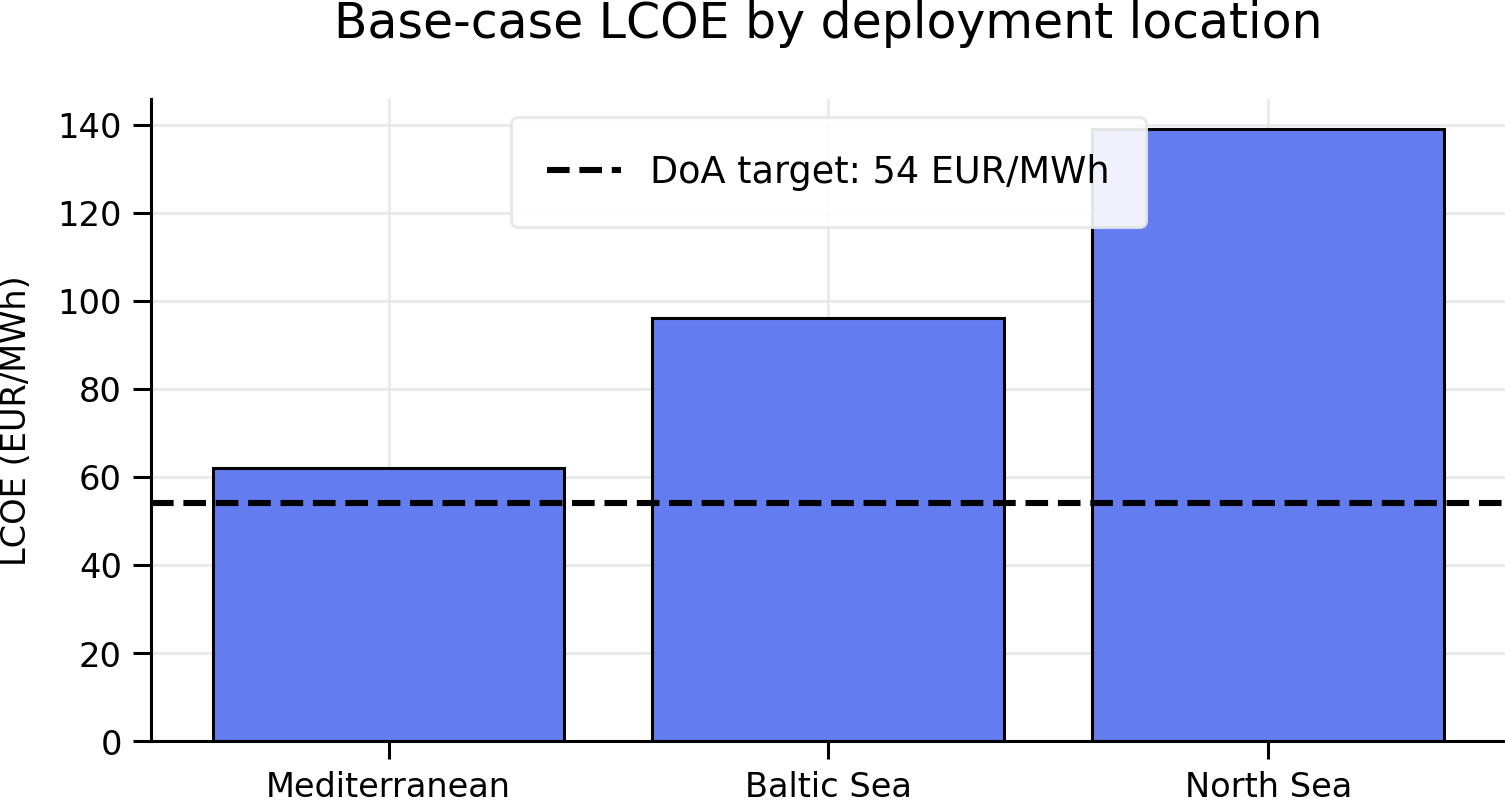 Base-case LCOE by deployment location
LCOE (EUR/MWh)
140
120
100
80
60
40
20
0
DoA target: 54 EUR/MWh
Mediterranean
Baltic Sea
North Sea